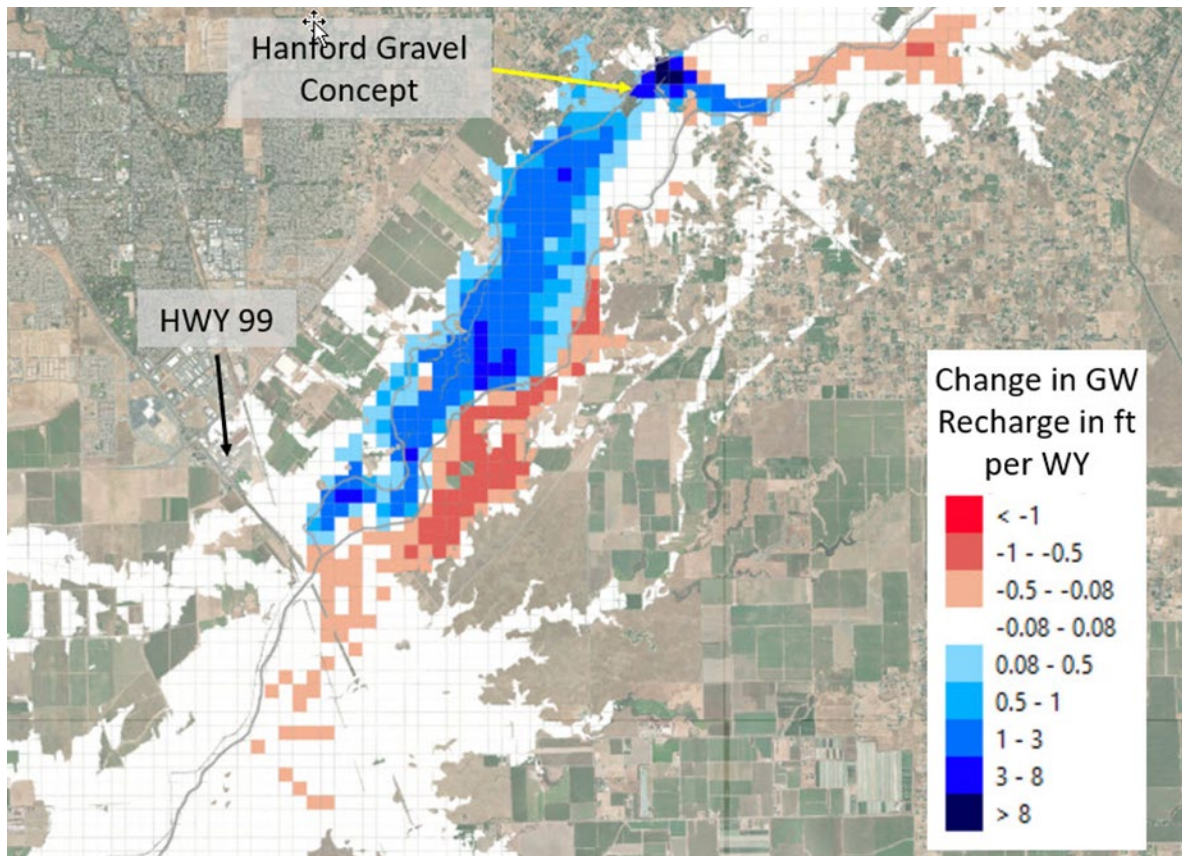 Hanford Gravel
Concept
HWY 99
Change in GW
Recharge in ft
per WY
< -1
-1 - -0.5
-0.5 - -0.08
-0.08 - 0.08
0.08 - 0.5
0.5 - 1
1 - 3
3 - 8
> 8